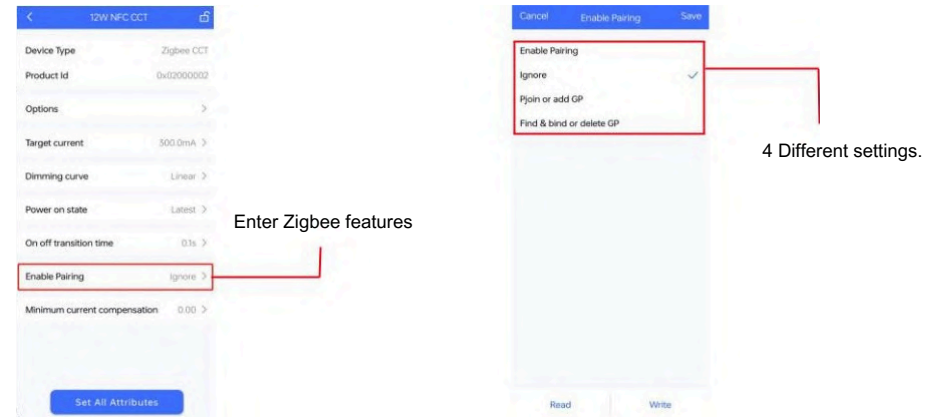 12W NFC CCT
Device Type Zigbee CCT
Product Id 0x02000002
Options
Target current 300.0mA
Dimming curve Linear
Power on state Latest
On off transition time 0.1s
Enable Pairing Ignore
Minimum current compensation 0.00
Set All Attributes
Enter Zigbee features
Cancel Enable Pairing Save
Enable Pairing
Ignore
Pjoin or add GP
Find & bind or delete GP
Read Write
4 Different settings.